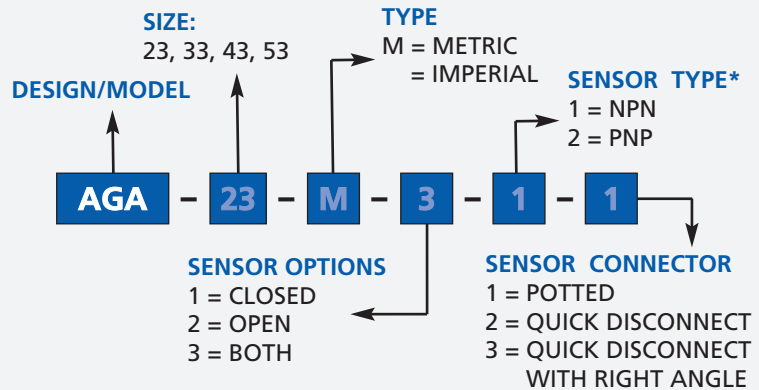 SIZE:
23, 33, 43, 53
TYPE
M = METRIC
= IMPERIAL
DESIGN/MODEL
SENSOR TYPE*
1 = NPN
2 = PNP
AGA - 23 - M - 3 - 1 - 1
SENSOR OPTIONS
1 = CLOSED
2 = OPEN
3 = BOTH
SENSOR CONNECTOR
1 = POTTED
2 = QUICK DISCONNECT
3 = QUICK DISCONNECT
WITH RIGHT ANGLE